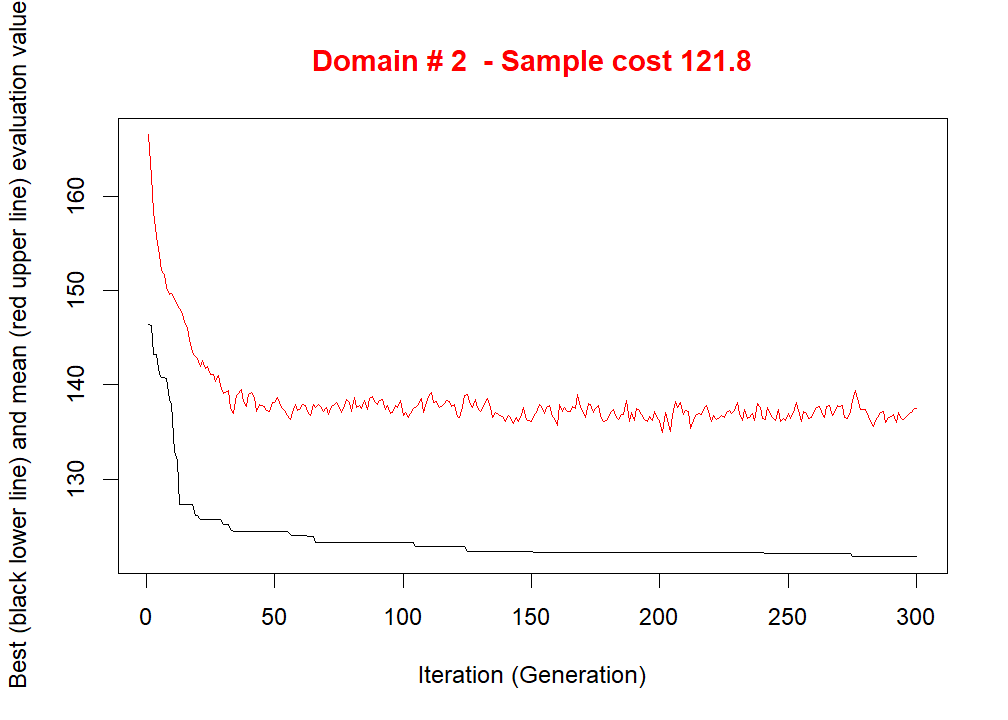 Domain # 2  - Sample cost 121.8
Best (black lower line) and mean (red upper line) evaluation value
160
150
140
130
0 50 100 150 200 250 300
Iteration (Generation)